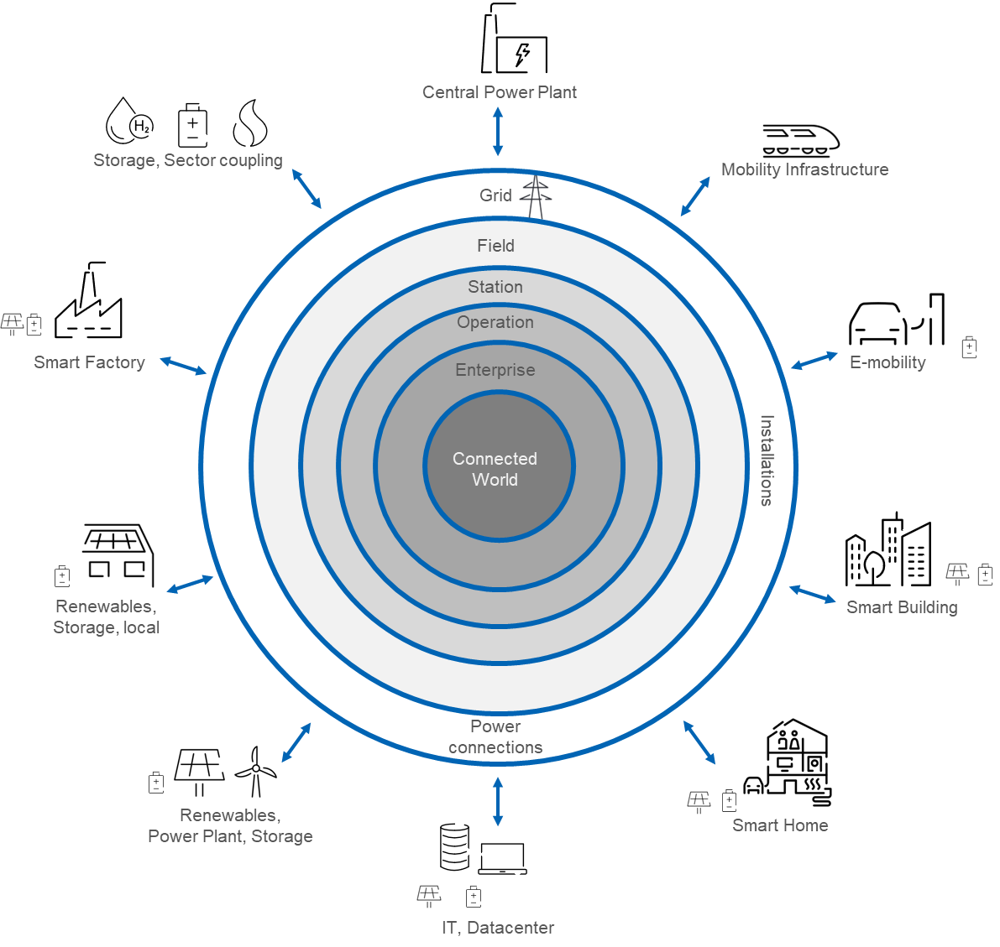 Central Power Plant
H₂
Storage, Sector coupling
Mobility Infrastructure
Grid
Field
Station
Operation
Enterprise
Connected
World
Installations
Power
connections
Smart Factory
E-mobility
Renewables,
Storage, local
Smart Building
Renewables,
Power Plant, Storage
Smart Home
IT, Datacenter